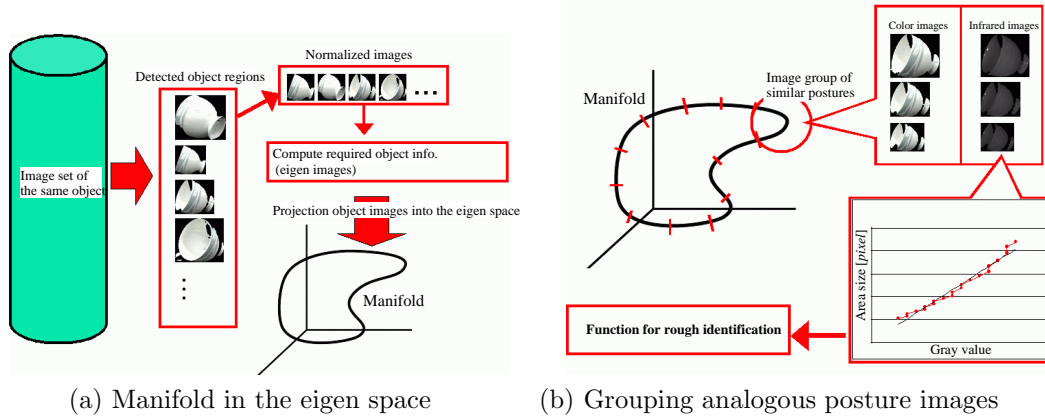 Detected object regions
Normalized images
Image set of
the same object
Compute required object info.
(eigen images)
Projection object images into the eigen space
Manifold
(a) Manifold in the eigen space
Color images
Infrared images
Image group of
similar postures
Manifold
Area size [pixel]
Gray value
Function for rough identification
(b) Grouping analogous posture images